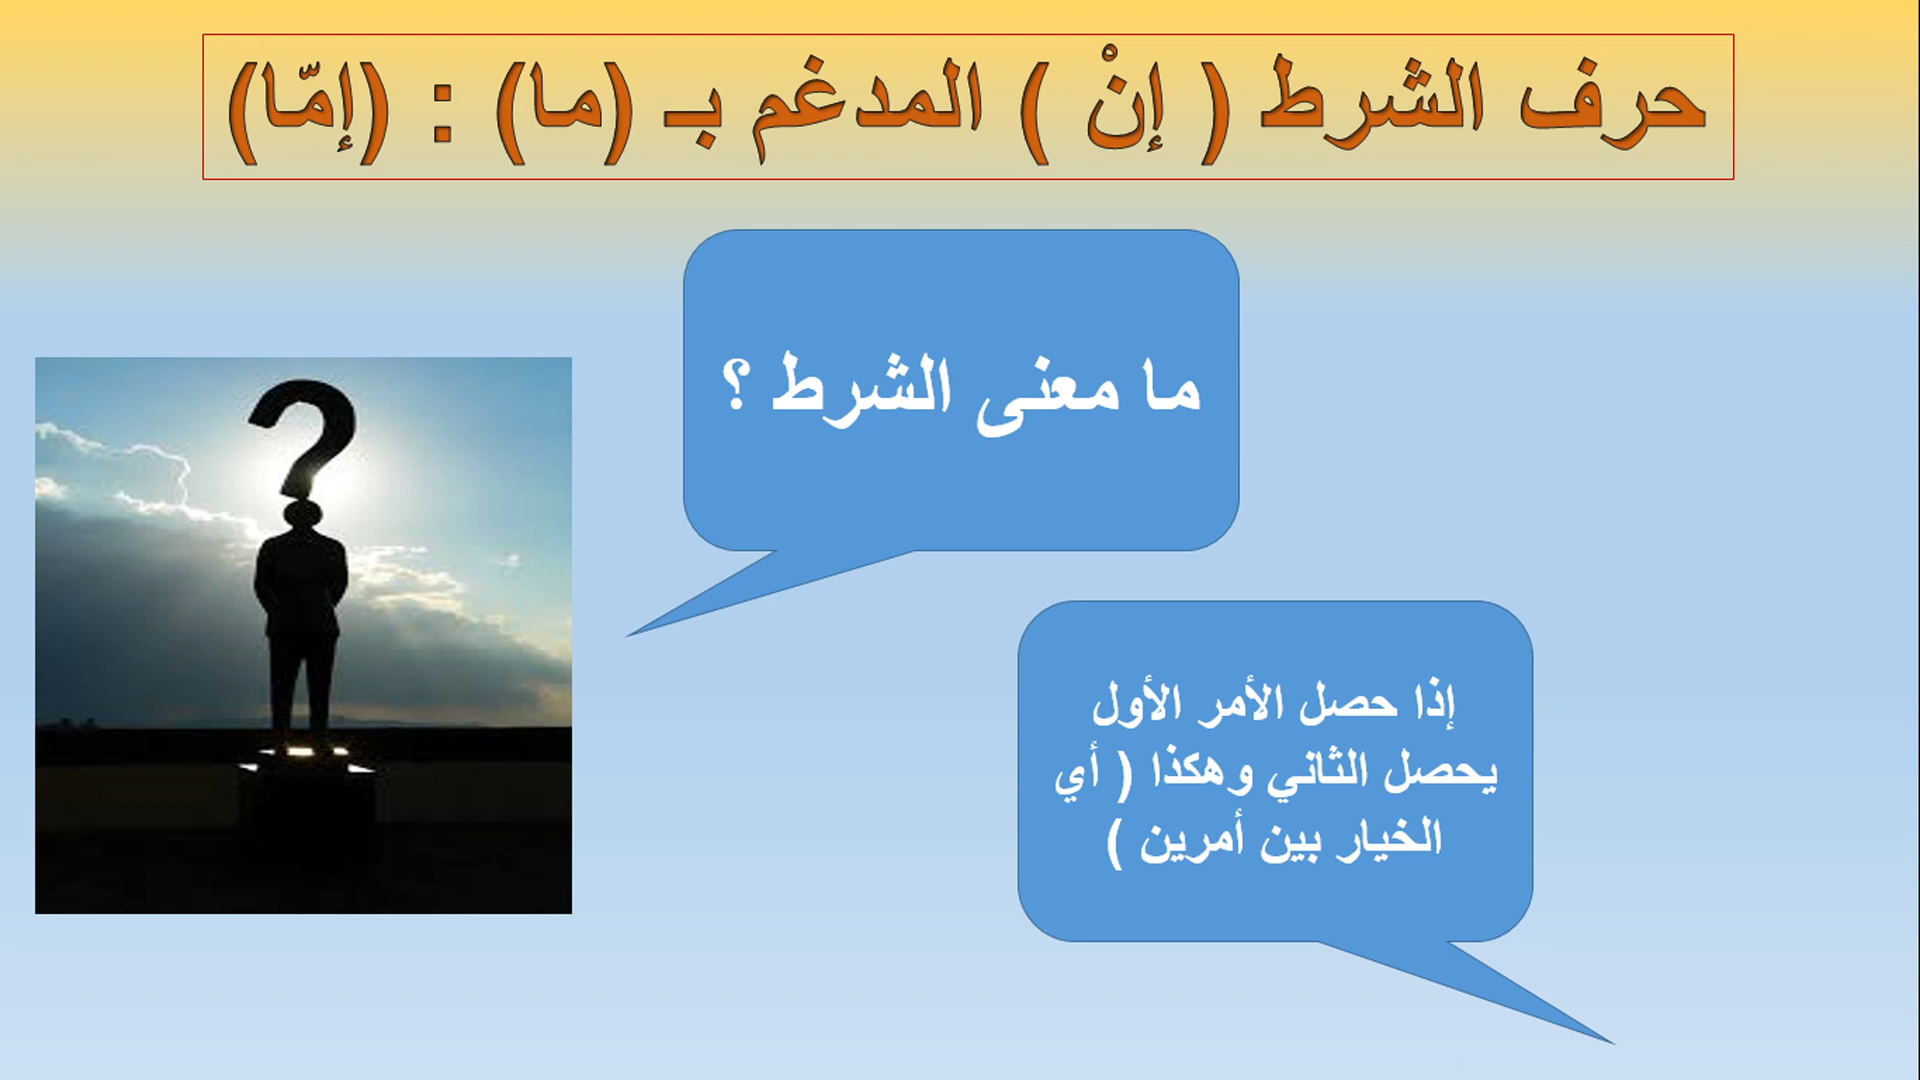 حرف الشرط ( إنْ ) المدغم بـ (ما) : (إمّا)
ما معنى الشرط ؟
إذا حصل الأمر الأول
يحصل الثاني وهكذا ( أي
الخيار بين أمرين )